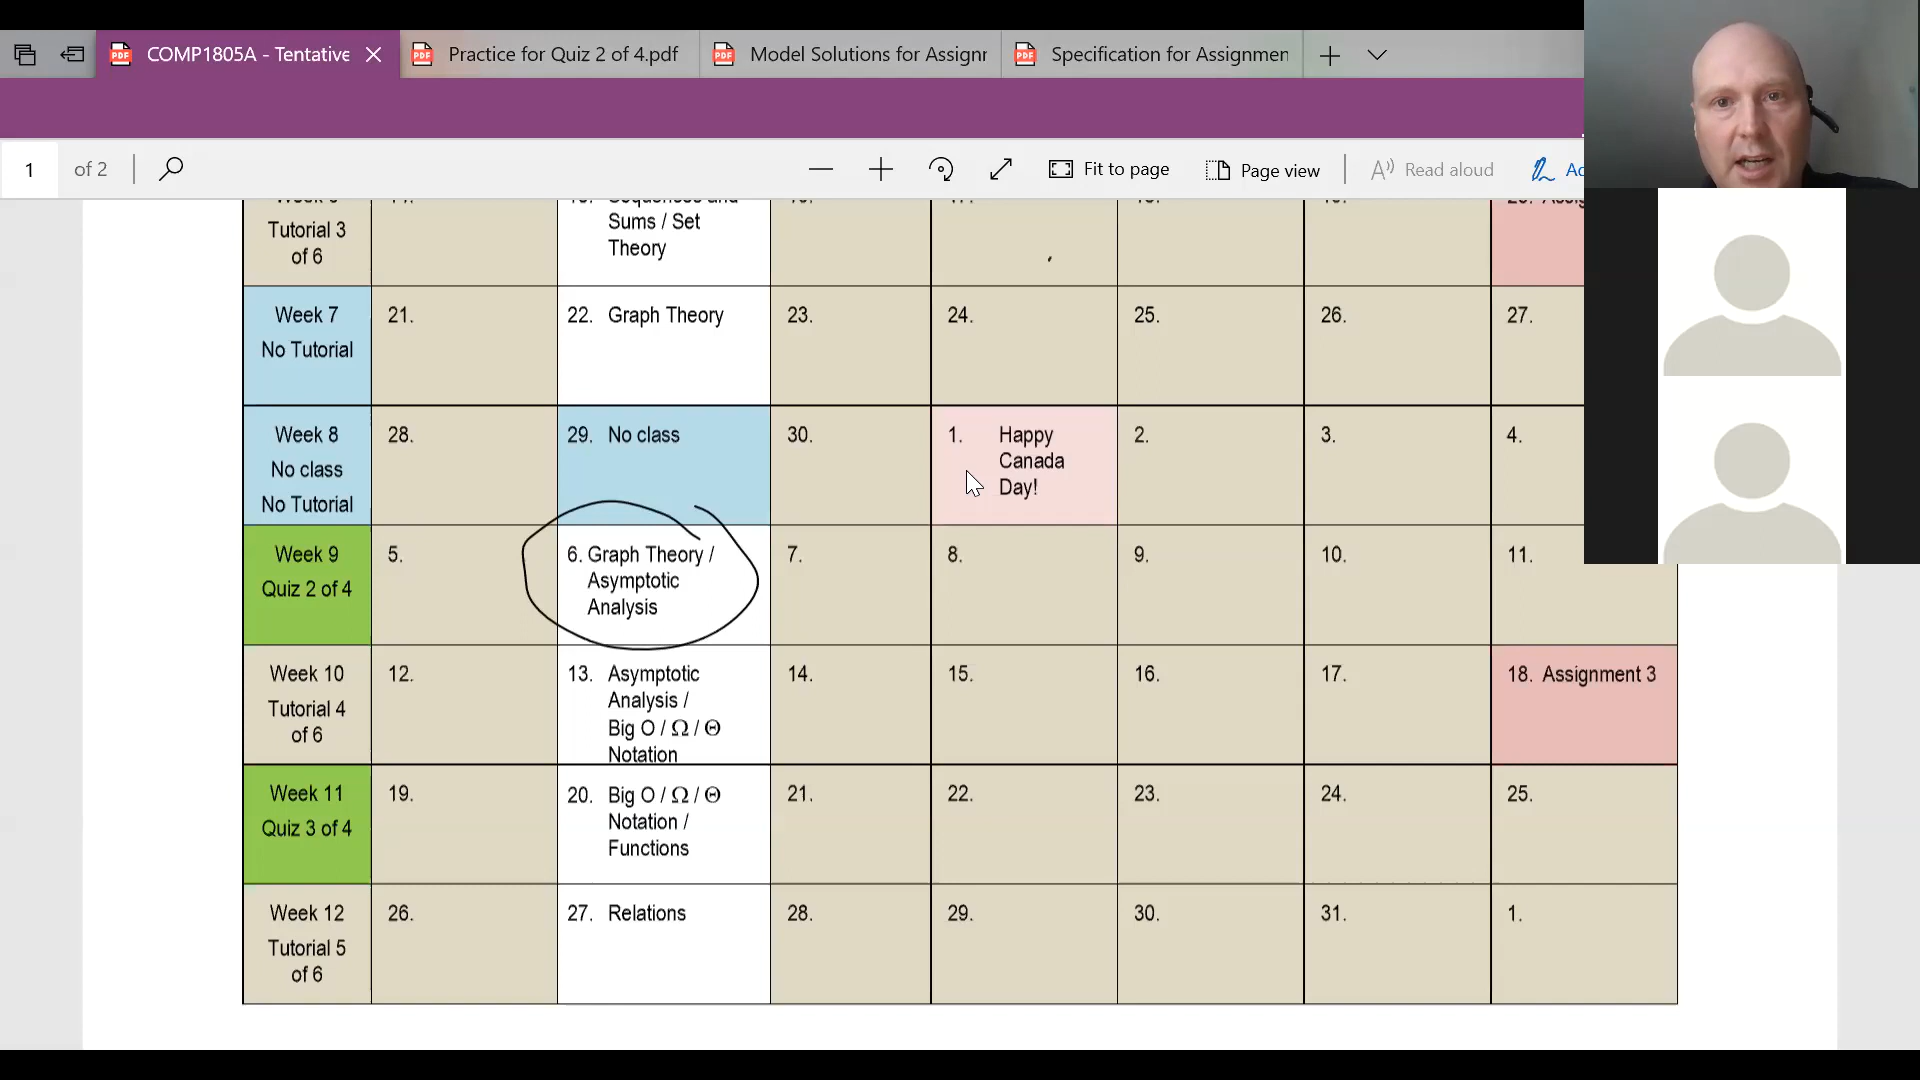 COMP1805A - Tentative
Practice for Quiz 2 of 4.pdf
Model Solutions for Assignr
Specification for Assignmen
1 of 2
Fit to page
Page view
Read aloud
Tutorial 3
of 6
Sequences and
Sums / Set
Theory
Week 7
No Tutorial
21.
22. Graph Theory
23.
24.
25.
26.
27.
Week 8
No class
No Tutorial
28.
29. No class
30.
1. Happy
Canada
Day!
2.
3.
4.
Week 9
Quiz 2 of 4
5.
6. Graph Theory /
Asymptotic
Analysis
7.
8.
9.
10.
11.
Week 10
Tutorial 4
of 6
12.
13. Asymptotic
Analysis /
Big O / Ω / Θ
Notation
14.
15.
16.
17.
18. Assignment 3
Week 11
Quiz 3 of 4
19.
20. Big O / Ω / Θ
Notation /
Functions
21.
22.
23.
24.
25.
Week 12
Tutorial 5
of 6
26.
27. Relations
28.
29.
30.
31.
1.